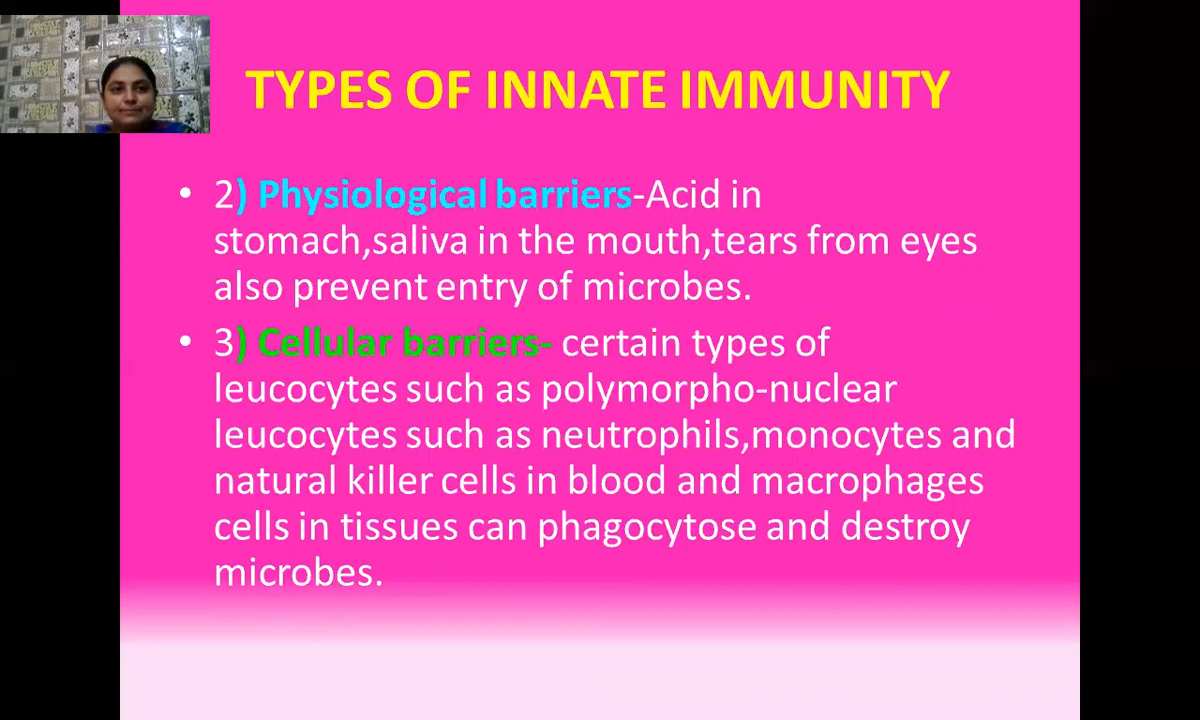 TYPES OF INNATE IMMUNITY
• 2) Physiological barriers-Acid in
stomach,saliva in the mouth,tears from eyes
also prevent entry of microbes.
• 3) Cellular barriers- certain types of
leucocytes such as polymorpho-nuclear
leucocytes such as neutrophils,monocytes and
natural killer cells in blood and macrophages
cells in tissues can phagocytose and destroy
microbes.